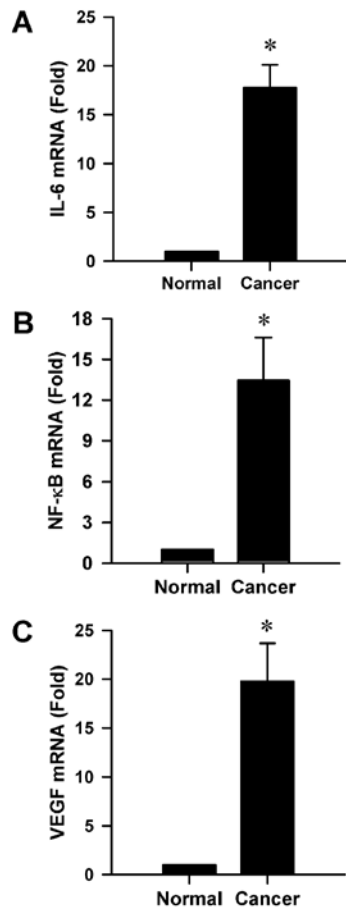 A
IL-6 mRNA (Fold)
25
20
15
10
5
0
*
Normal Cancer
B
NF-κB mRNA (Fold)
18
15
12
9
6
3
0
*
Normal Cancer
C
VEGF mRNA (Fold)
25
20
15
10
5
0
*
Normal Cancer